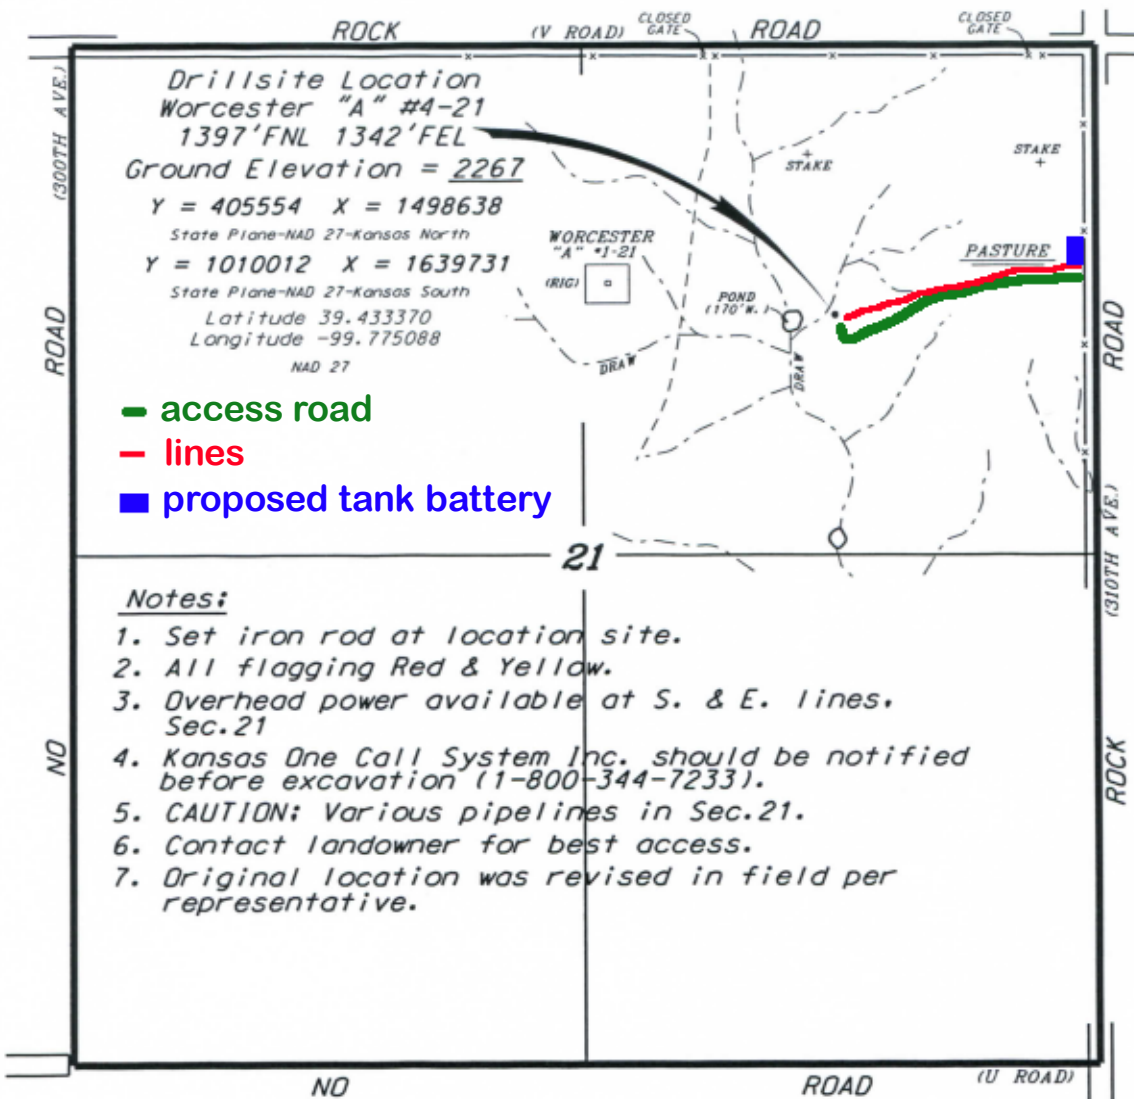 ROCK (V ROAD) CLOSED GATE ROAD CLOSED GATE
(300TH AVE.)
Drillsite Location
Worcester "A" #4-21
1397'FNL 1342'FEL
Ground Elevation = 2267
Y = 405554 X = 1498638
State Plane-NAD 27-Kansas North
Y = 1010012 X = 1639731
State Plane-NAD 27-Kansas South
Latitude 39.433370
Longitude -99.775088
NAD 27
STAKE
STAKE
WORCESTER
"A" #1-21
(RIG)
PASTURE
POND
(170'W.)
DRAW
DRAW
ROAD
ROAD
access road
lines
proposed tank battery
(310TH AVE.)
21
Notes:
1. Set iron rod at location site.
2. All flagging Red & Yellow.
3. Overhead power available at S. & E. lines.
Sec.21
4. Kansas One Call System Inc. should be notified
before excavation (1-800-344-7233).
5. CAUTION: Various pipelines in Sec.21.
6. Contact landowner for best access.
7. Original location was revised in field per
representative.
NO
ROCK
NO ROAD (U ROAD)